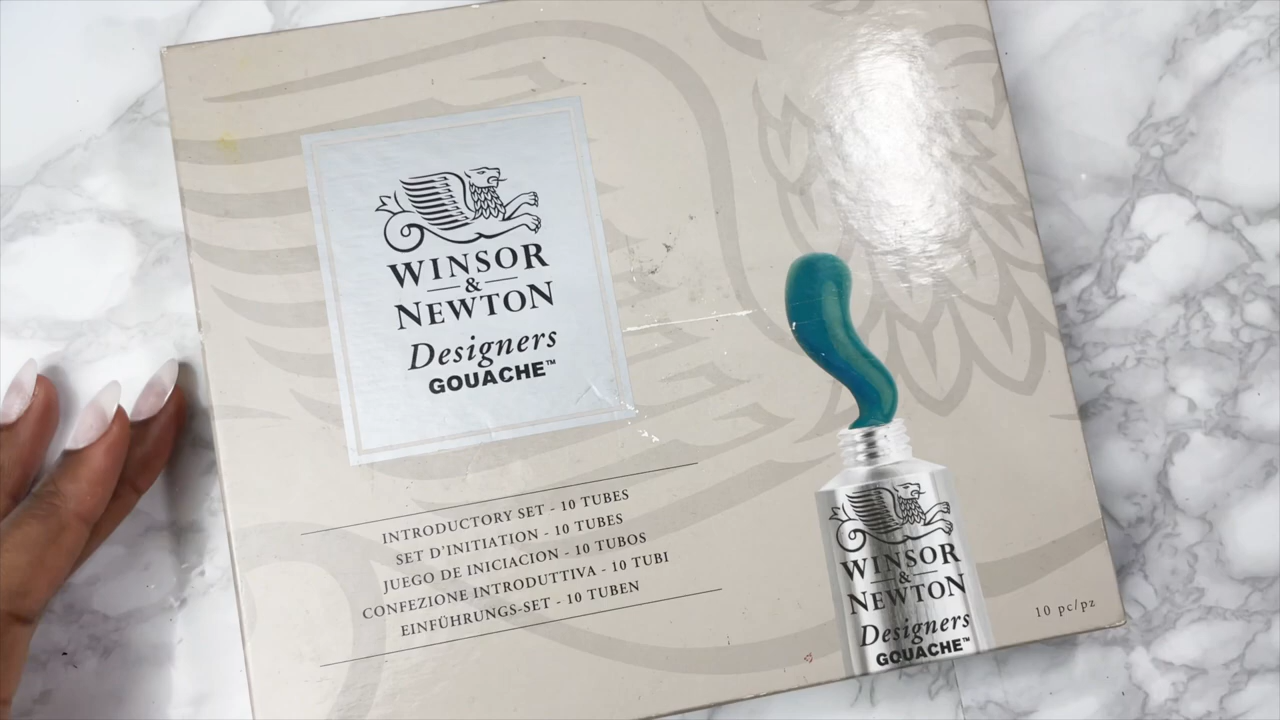 WINSOR
&
NEWTON
Designers
GOUACHE™
INTRODUCTORY SET - 10 TUBES
SET D'INITIATION - 10 TUBES
JUEGO DE INICIACION - 10 TUBOS
CONFEZIONE INTRODUTTIVA - 10 TUBI
EINFÜHRUNGS-SET - 10 TUBEN
WINSOR
&
NEWTON
Designers
GOUACHE™
10 pc/pz